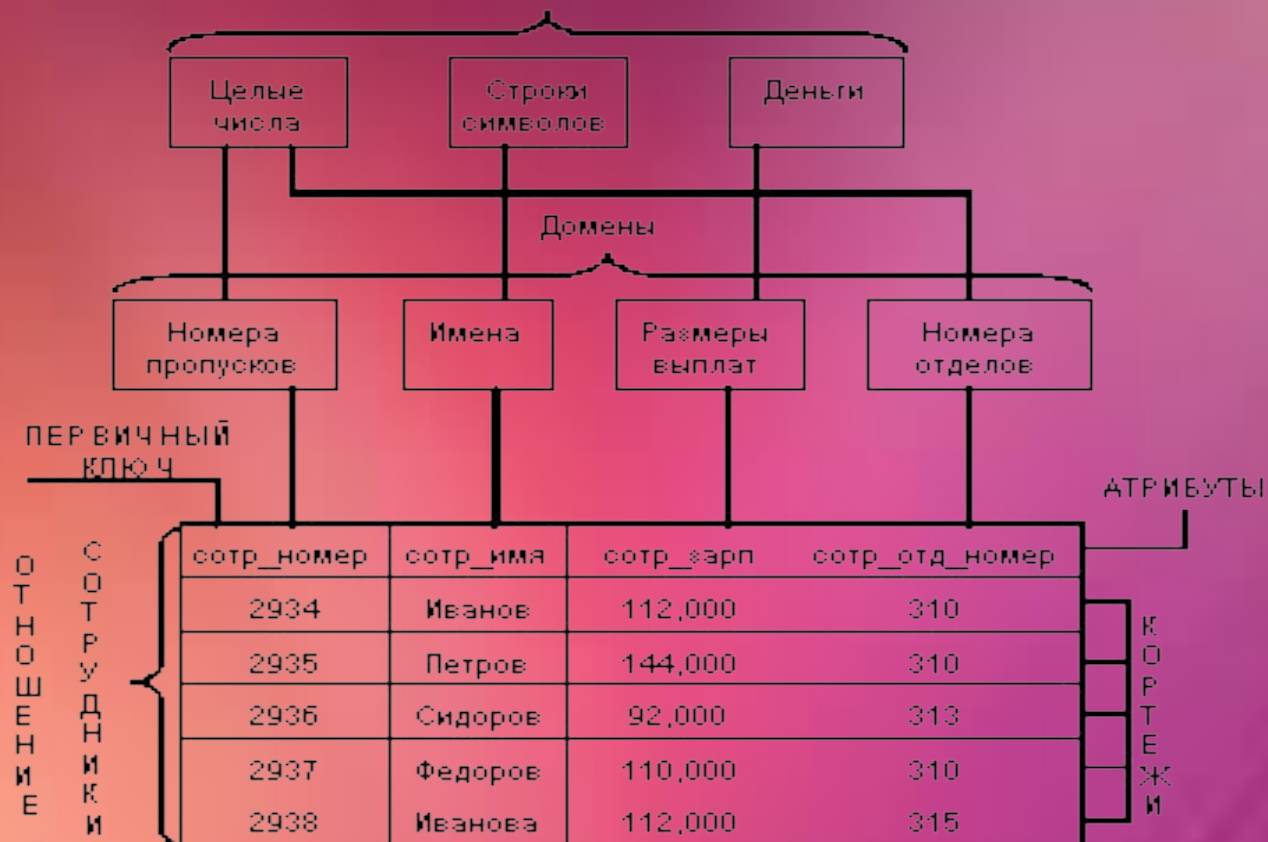 Целые
числа
Строки
символов
Деньги
Домены
Номера
пропусков
Имена
Размеры
выплат
Номера
отделов
ПЕРВИЧНЫЙ
КЛЮЧ
АТРИБУТЫ
ОТНОШЕНИЕ
СОТРУДНИКИ
сотр_номер сотр_имя сотр_зарп сотр_отд_номер
2934 Иванов 112,000 310
2935 Петров 144,000 310
2936 Сидоров 92,000 313
2937 Федоров 110,000 310
2938 Иванова 112,000 315
КОРТЕЖИ